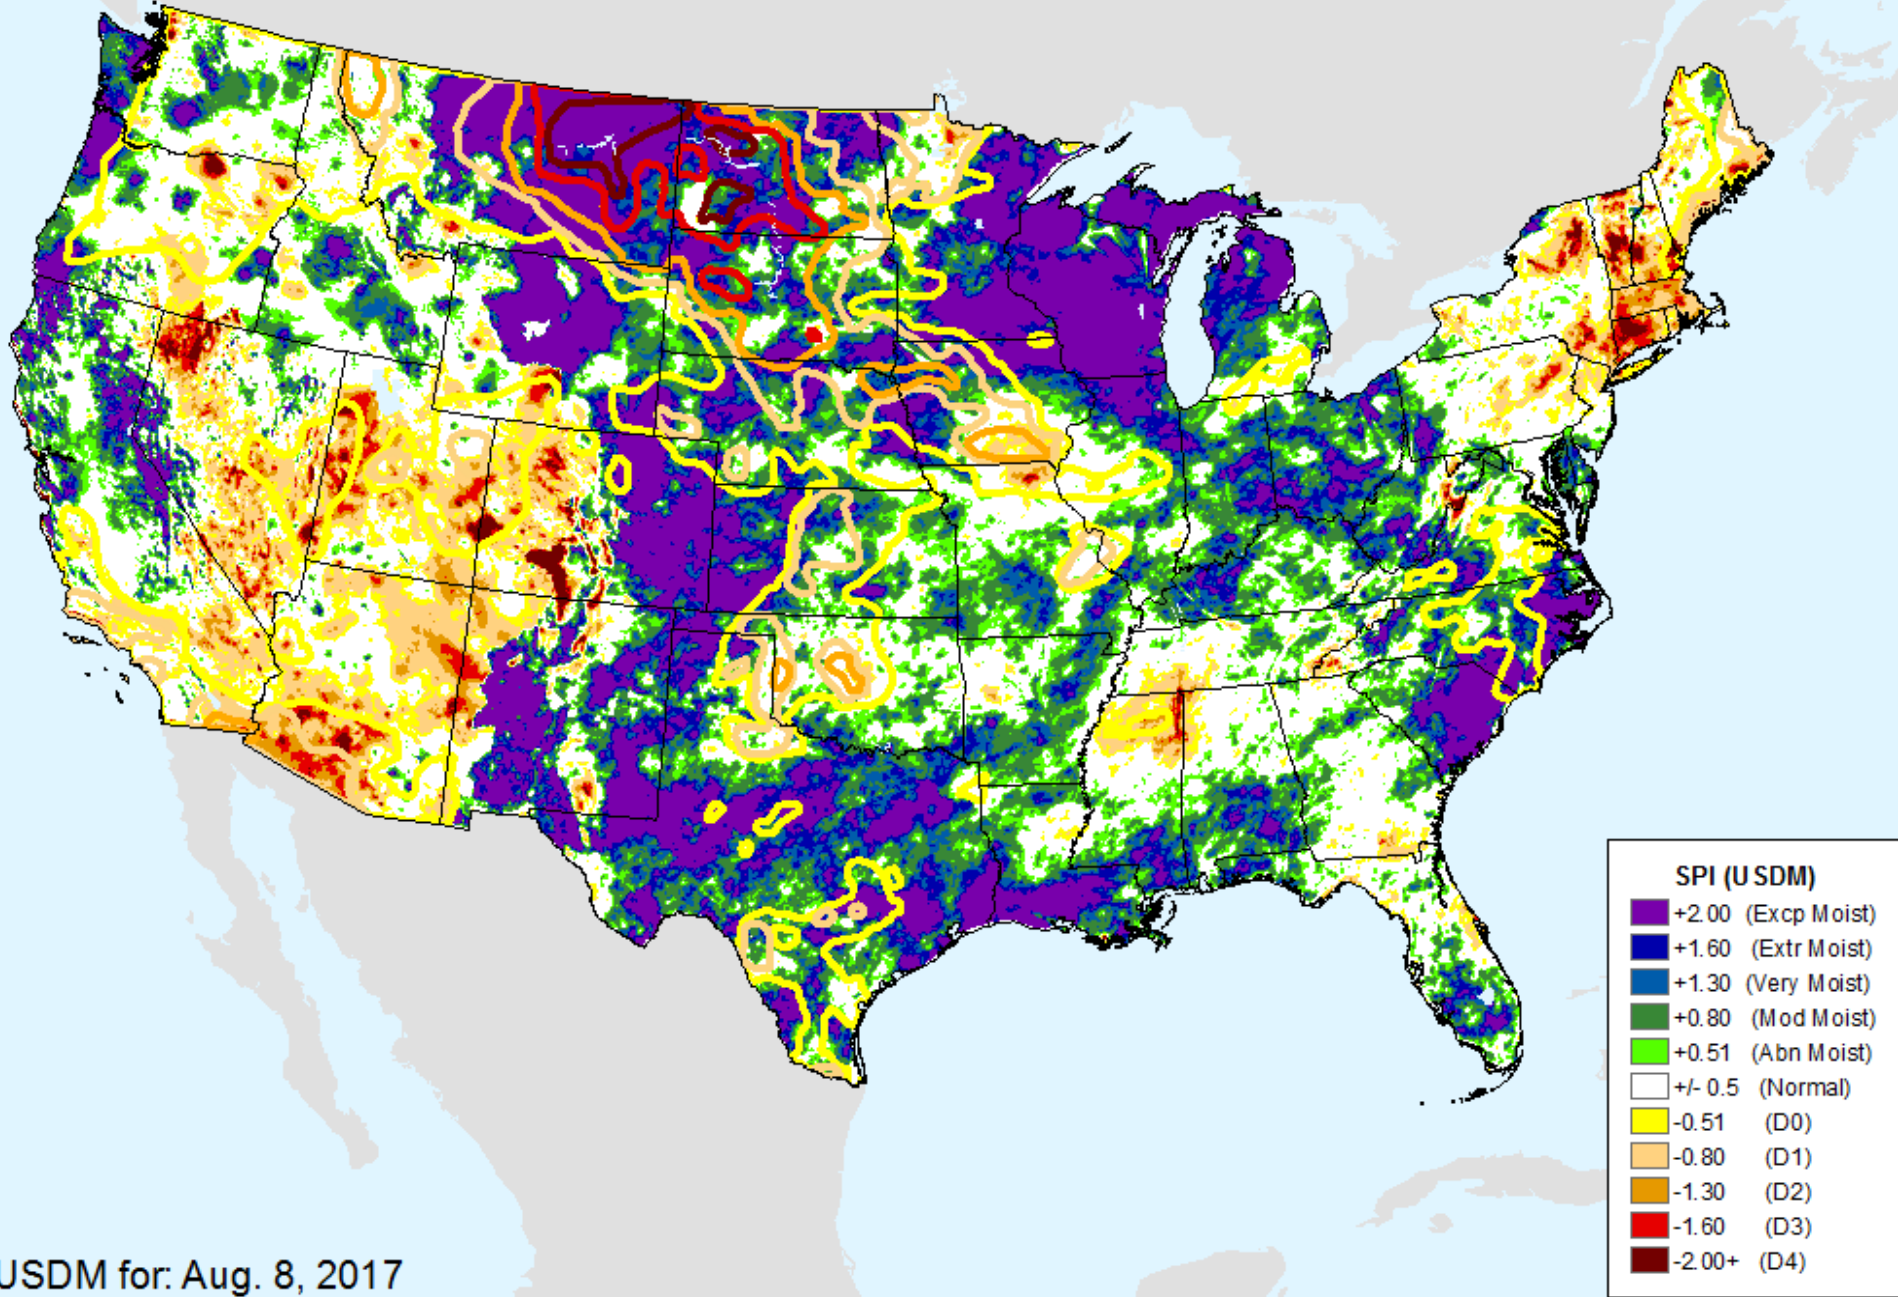 SPI (USDM)
+2.00 (Excp Moist)
+1.60 (Extr Moist)
+1.30 (Very Moist)
+0.80 (Mod Moist)
+0.51 (Abn Moist)
+/- 0.5 (Normal)
-0.51 (D0)
-0.80 (D1)
-1.30 (D2)
-1.60 (D3)
-2.00+ (D4)
USDM for: Aug. 8, 2017